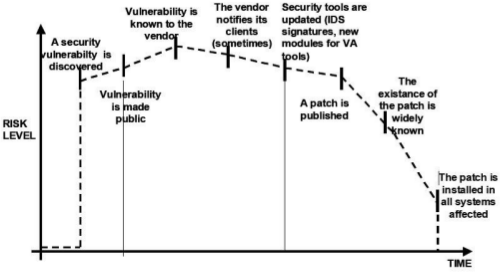 A security
vulnerabilty is
discovered
Vulnerability
is made
public
Vulnerability is
known to the
vendor
The vendor
notifies its
clients
(sometimes)
Security tools are
updated (IDS
signatures, new
modules for VA
tools)
A patch is
published
The
existance of
the patch is
widely
known
The patch is
installed in
all systems
affected
RISK
LEVEL
TIME